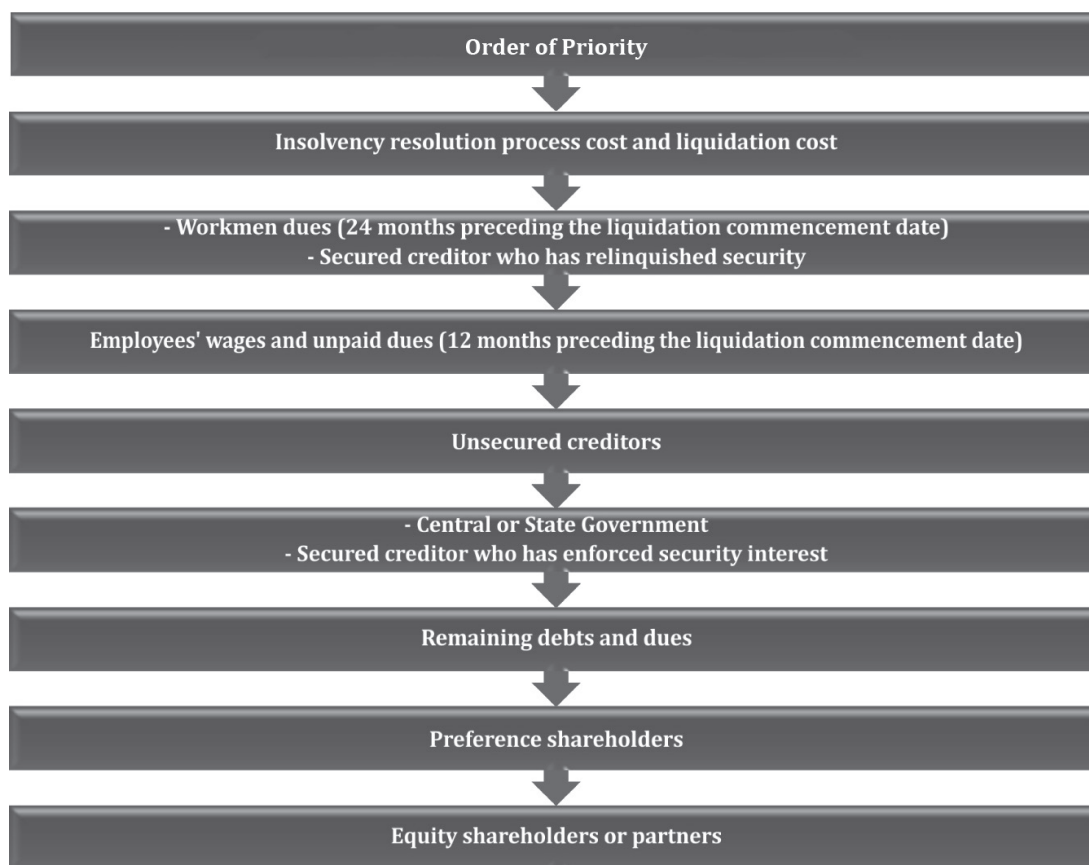 Order of Priority
Insolvency resolution process cost and liquidation cost
- Workmen dues (24 months preceding the liquidation commencement date)
- Secured creditor who has relinquished security
Employees' wages and unpaid dues (12 months preceding the liquidation commencement date)
Unsecured creditors
- Central or State Government
- Secured creditor who has enforced security interest
Remaining debts and dues
Preference shareholders
Equity shareholders or partners